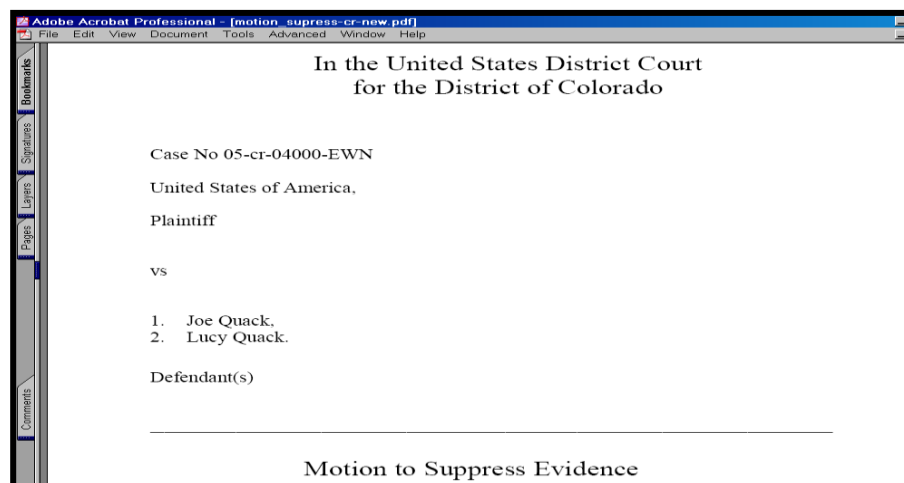 Adobe Acrobat Professional - [motion_supress-cr-new.pdf]
File Edit View Document Tools Advanced Window Help
Bookmarks
Signatures
Layers
Pages
Comments
In the United States District Court
for the District of Colorado
Case No 05-cr-04000-EWN
United States of America,
Plaintiff
vs
1. Joe Quack,
2. Lucy Quack.
Defendant(s)
Motion to Suppress Evidence